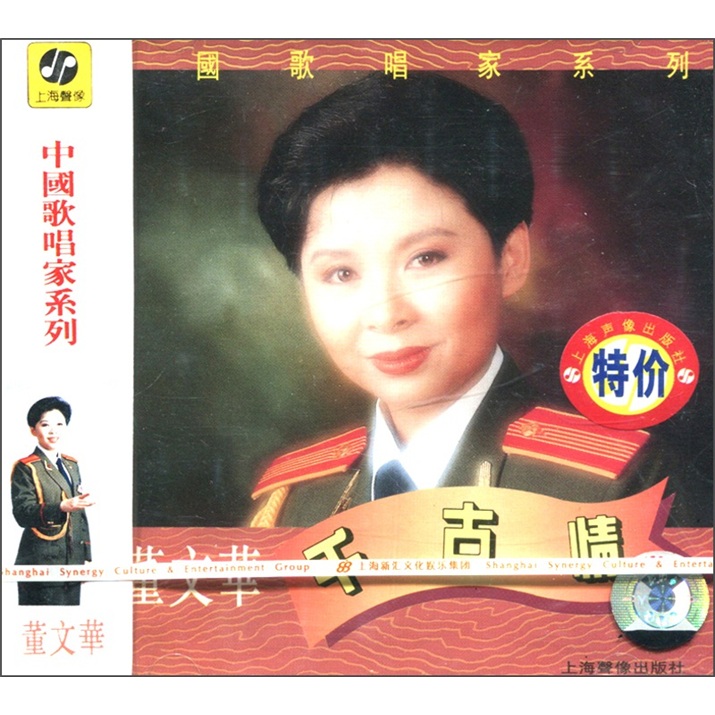 上海聲像
中國歌唱家系列
董文華
國歌唱家系列
上海声像出版社
特价
千古情
董文華
Shanghai Synergy Culture & Entertainment Group 上海新汇文化娱乐集团 Shanghai Synergy Culture & Enterta
上海聲像出版社